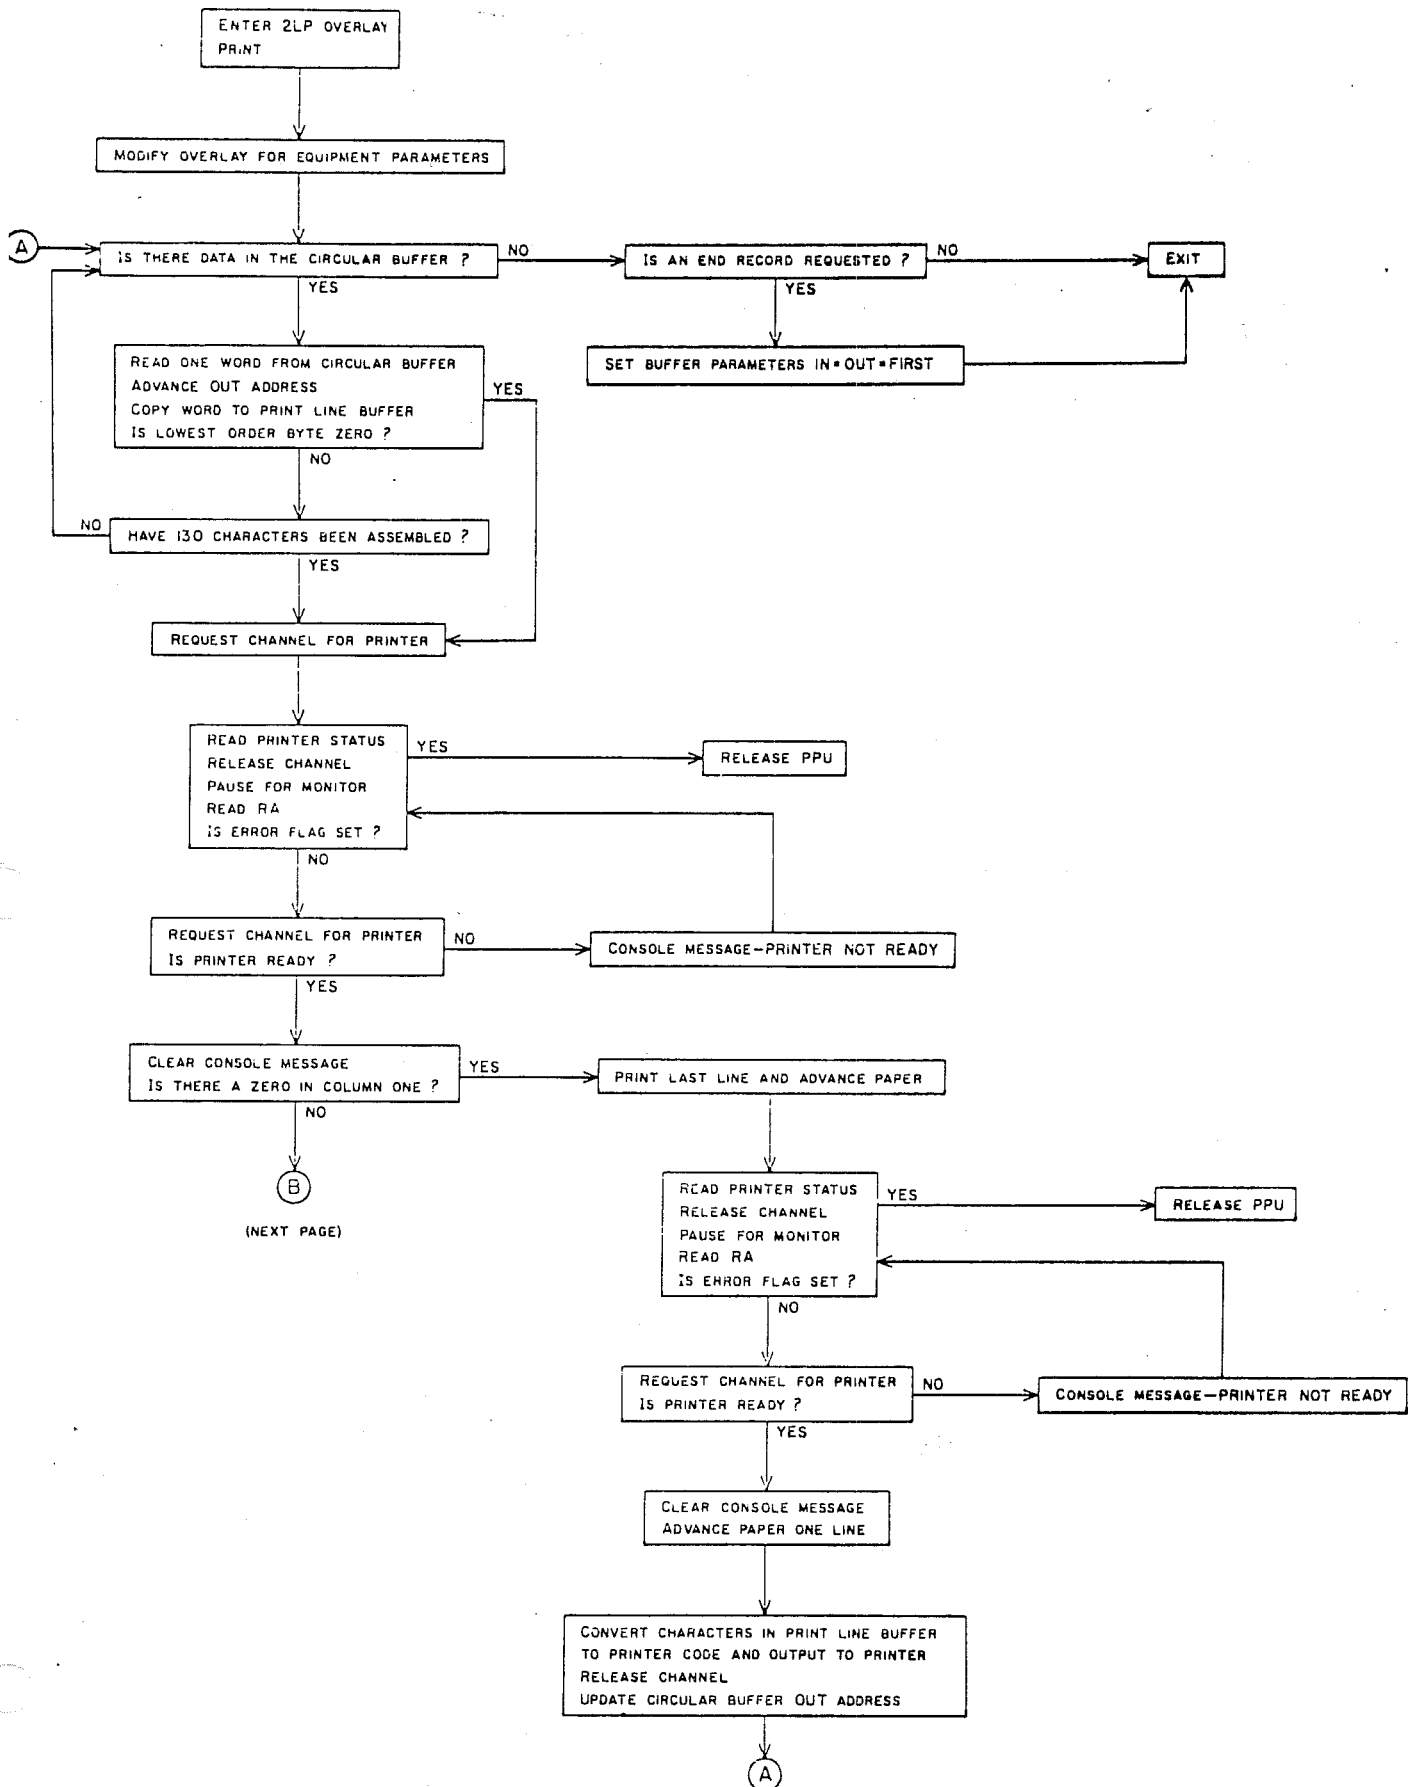 ENTER 2LP OVERLAY
PRINT
MODIFY OVERLAY FOR EQUIPMENT PARAMETERS
A
IS THERE DATA IN THE CIRCULAR BUFFER ?
NO
IS AN END RECORD REQUESTED ?
NO
EXIT
YES
YES
READ ONE WORD FROM CIRCULAR BUFFER
ADVANCE OUT ADDRESS
COPY WORD TO PRINT LINE BUFFER
IS LOWEST ORDER BYTE ZERO ?
YES
SET BUFFER PARAMETERS IN=OUT=FIRST
NO
NO
HAVE 130 CHARACTERS BEEN ASSEMBLED ?
YES
REQUEST CHANNEL FOR PRINTER
READ PRINTER STATUS
RELEASE CHANNEL
PAUSE FOR MONITOR
READ RA
IS ERROR FLAG SET ?
YES
RELEASE PPU
NO
REQUEST CHANNEL FOR PRINTER
IS PRINTER READY ?
NO
CONSOLE MESSAGE-PRINTER NOT READY
YES
CLEAR CONSOLE MESSAGE
IS THERE A ZERO IN COLUMN ONE ?
YES
PRINT LAST LINE AND ADVANCE PAPER
NO
B
(NEXT PAGE)
READ PRINTER STATUS
RELEASE CHANNEL
PAUSE FOR MONITOR
READ RA
IS ERROR FLAG SET ?
YES
RELEASE PPU
NO
REQUEST CHANNEL FOR PRINTER
IS PRINTER READY ?
NO
CONSOLE MESSAGE-PRINTER NOT READY
YES
CLEAR CONSOLE MESSAGE
ADVANCE PAPER ONE LINE
CONVERT CHARACTERS IN PRINT LINE BUFFER
TO PRINTER CODE AND OUTPUT TO PRINTER
RELEASE CHANNEL
UPDATE CIRCULAR BUFFER OUT ADDRESS
A